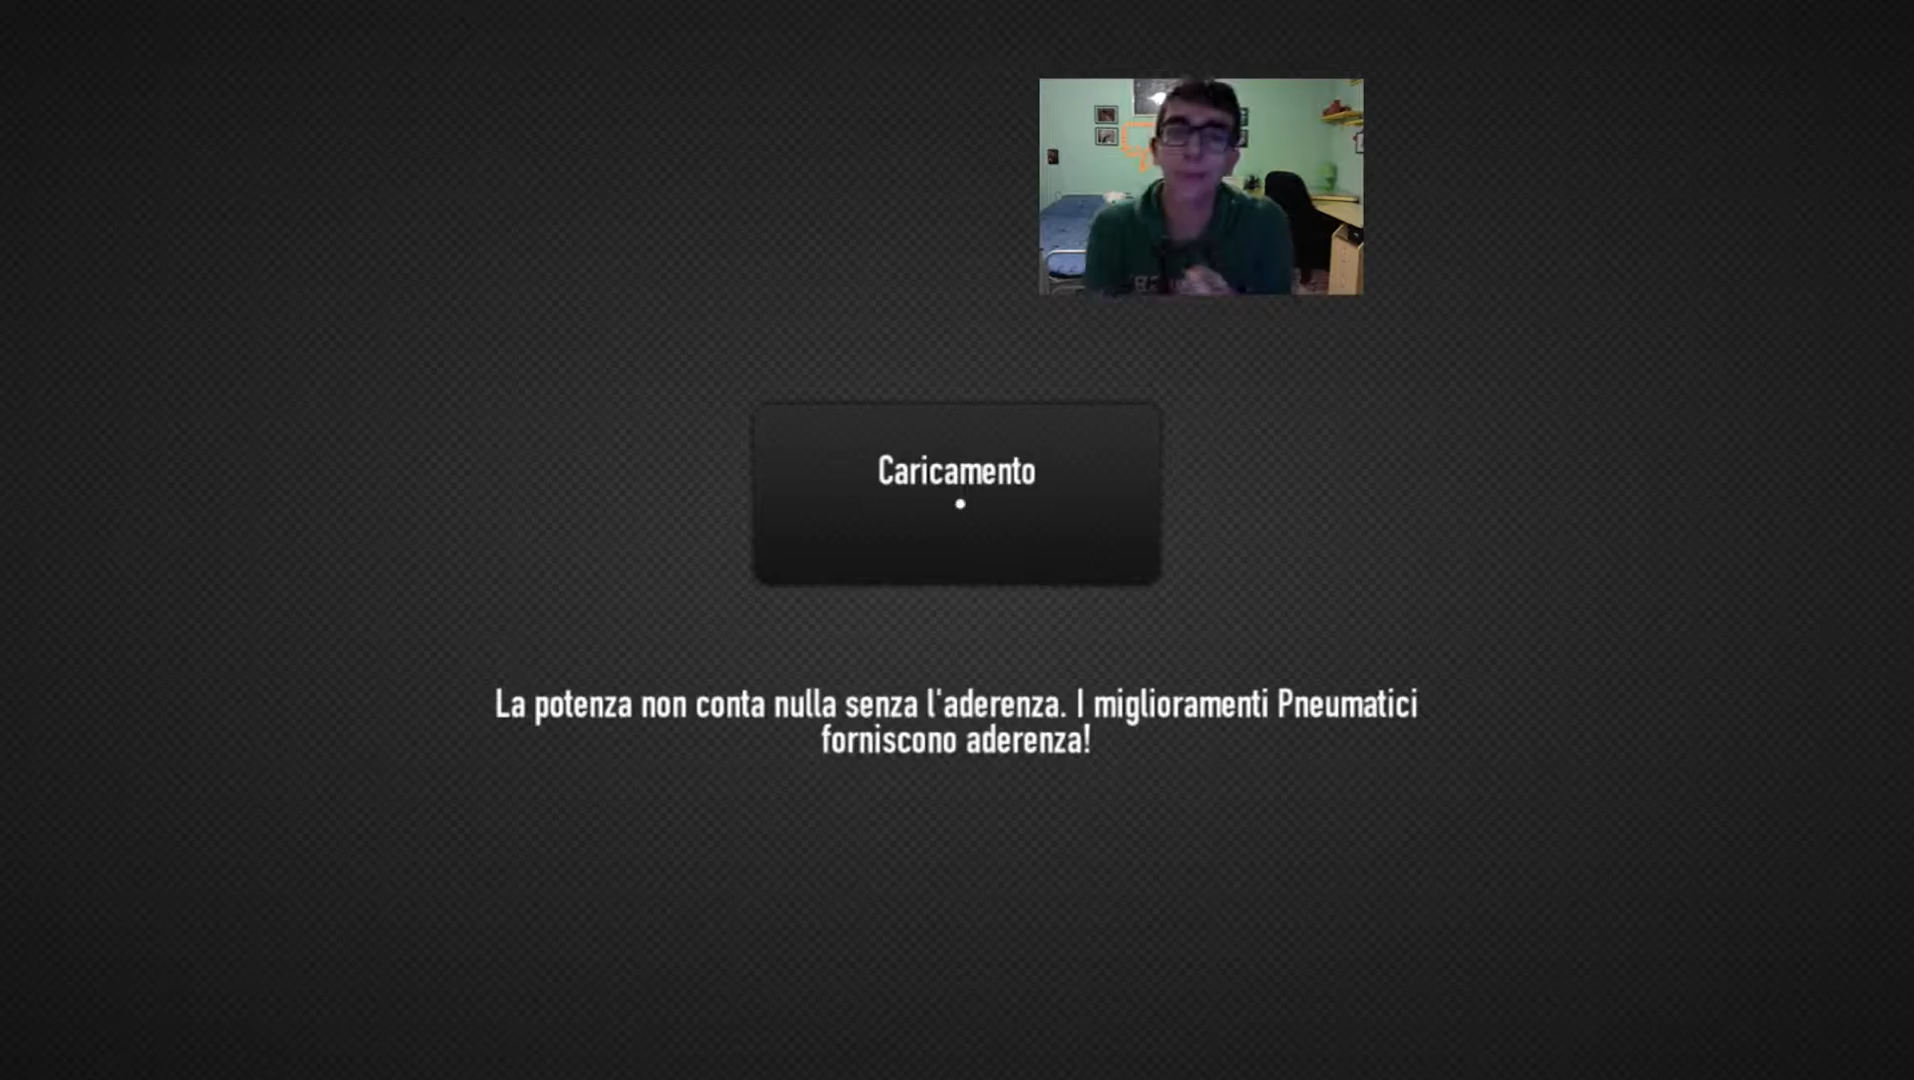 Caricamento
La potenza non conta nulla senza l'aderenza. I miglioramenti Pneumatici
forniscono aderenza!